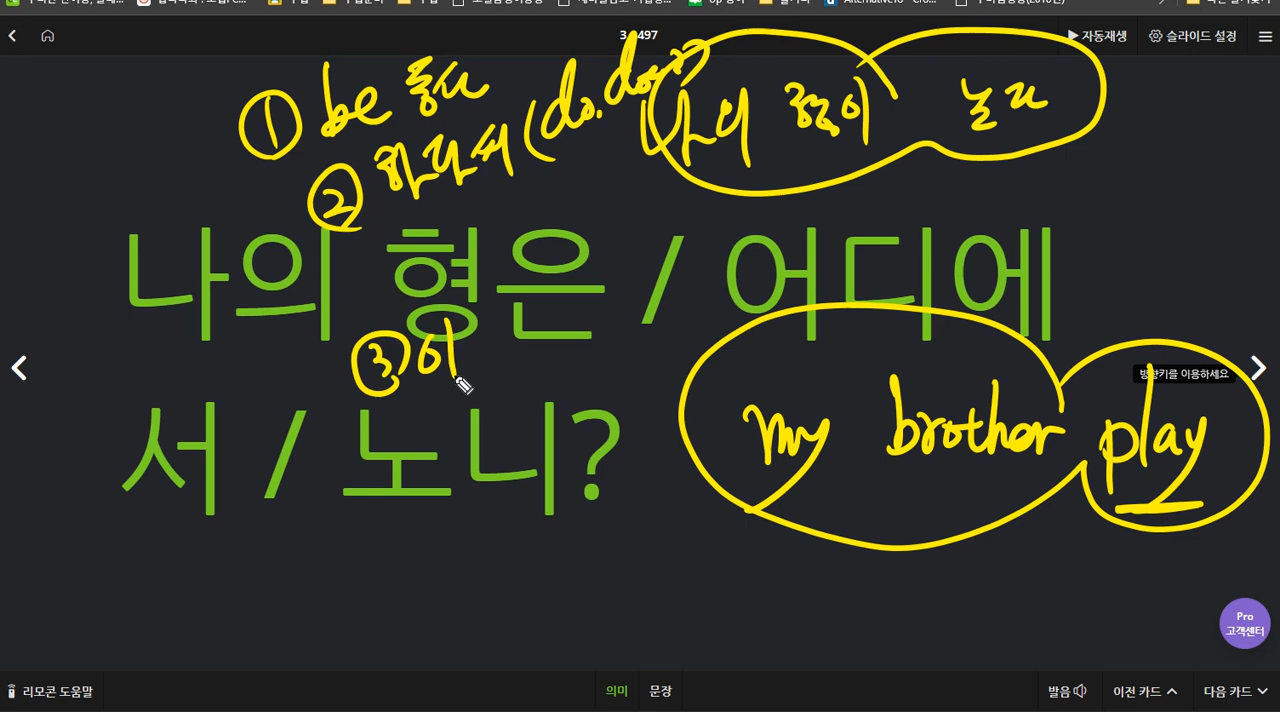 3 / 497
자동재생
슬라이드 설정
① be 동사
② 하다씨 (do. does)
나의 형이 놀다
나의 형은 / 어디에
서 / 노니?
③ 이
my brother play
방향키를 이용하세요
Pro
고객센터
리모콘 도움말
의미
문장
발음
이전 카드
다음 카드